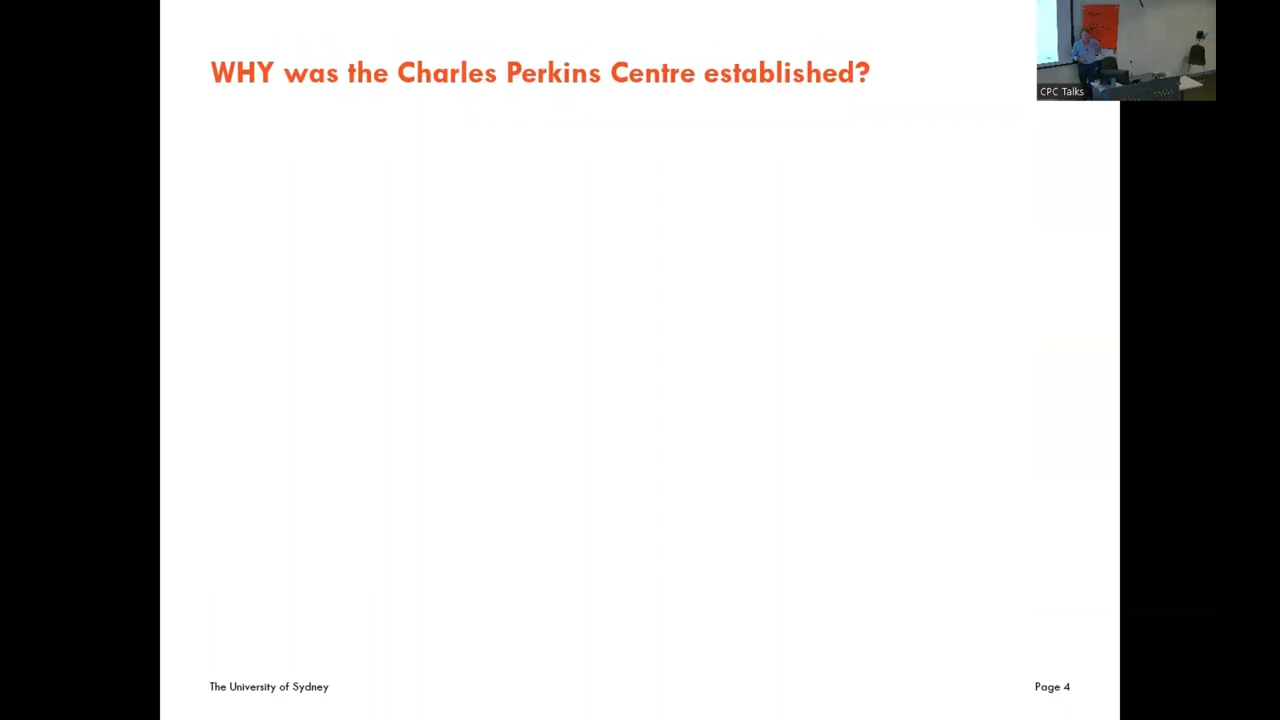 WHY was the Charles Perkins Centre established?
CPC Talks
The University of Sydney
Page 4